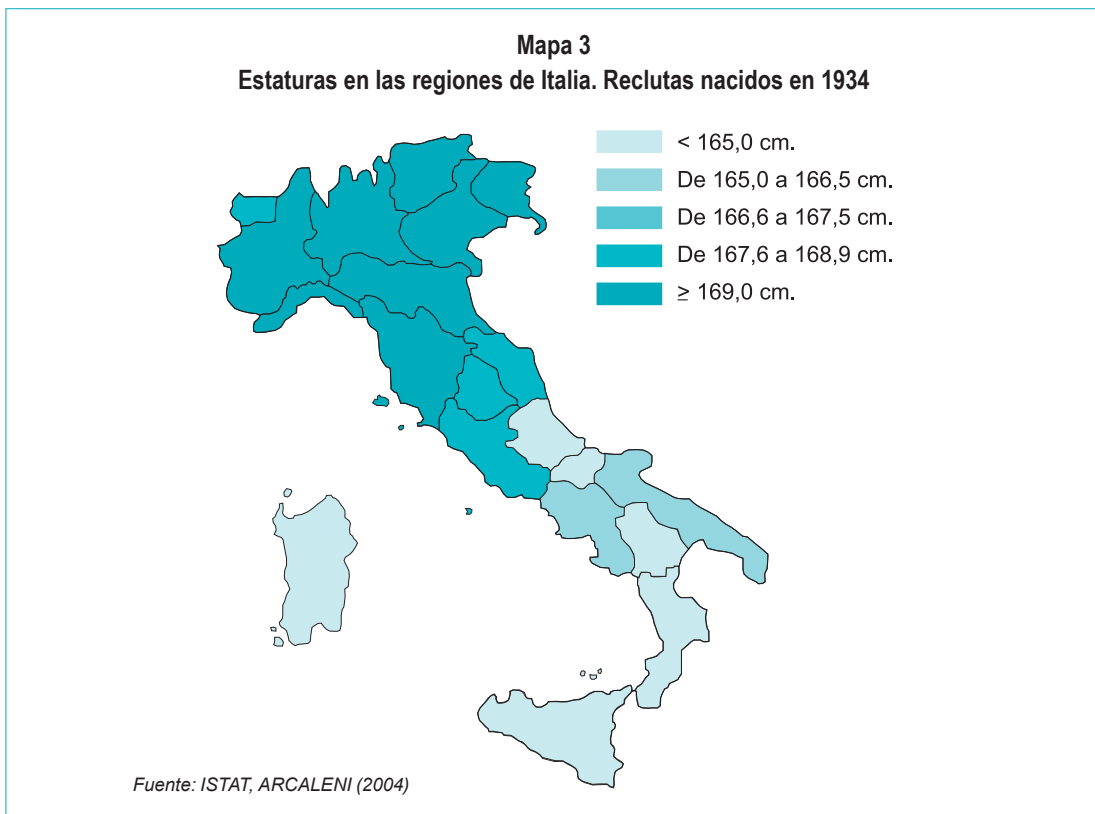 Mapa 3
Estaturas en las regiones de Italia. Reclutas nacidos en 1934
< 165,0 cm.
De 165,0 a 166,5 cm.
De 166,6 a 167,5 cm.
De 167,6 a 168,9 cm.
≥ 169,0 cm.
Fuente: ISTAT, ARCALENI (2004)